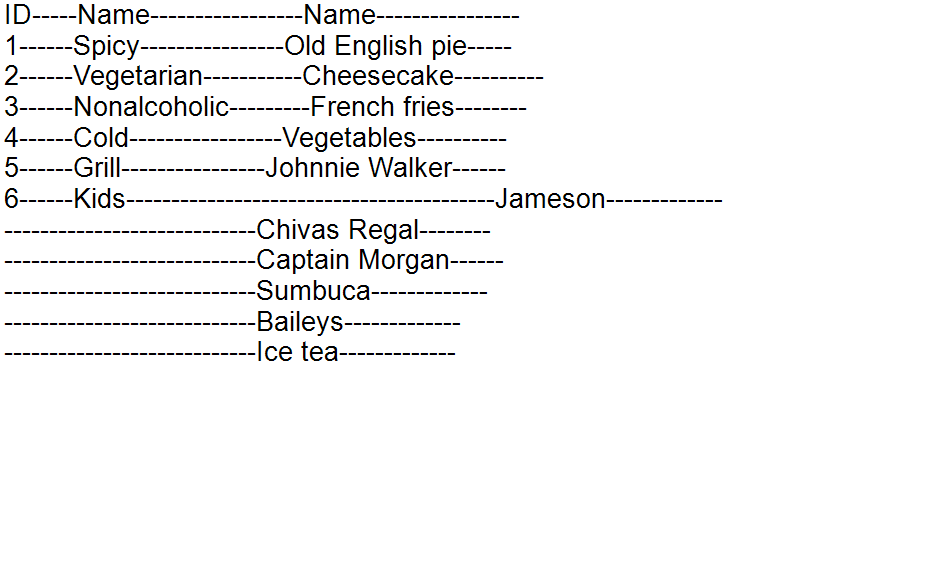 ID-----Name-----------------Name----------------
1------Spicy----------------Old English pie-----
2------Vegetarian-----------Cheesecake----------
3------Nonalcoholic---------French fries--------
4------Cold-----------------Vegetables----------
5------Grill----------------Johnnie Walker------
6------Kids-----------------------------------------Jameson-------------
----------------------------Chivas Regal--------
----------------------------Captain Morgan------
----------------------------Sumbuca-------------
----------------------------Baileys-------------
----------------------------Ice tea-------------